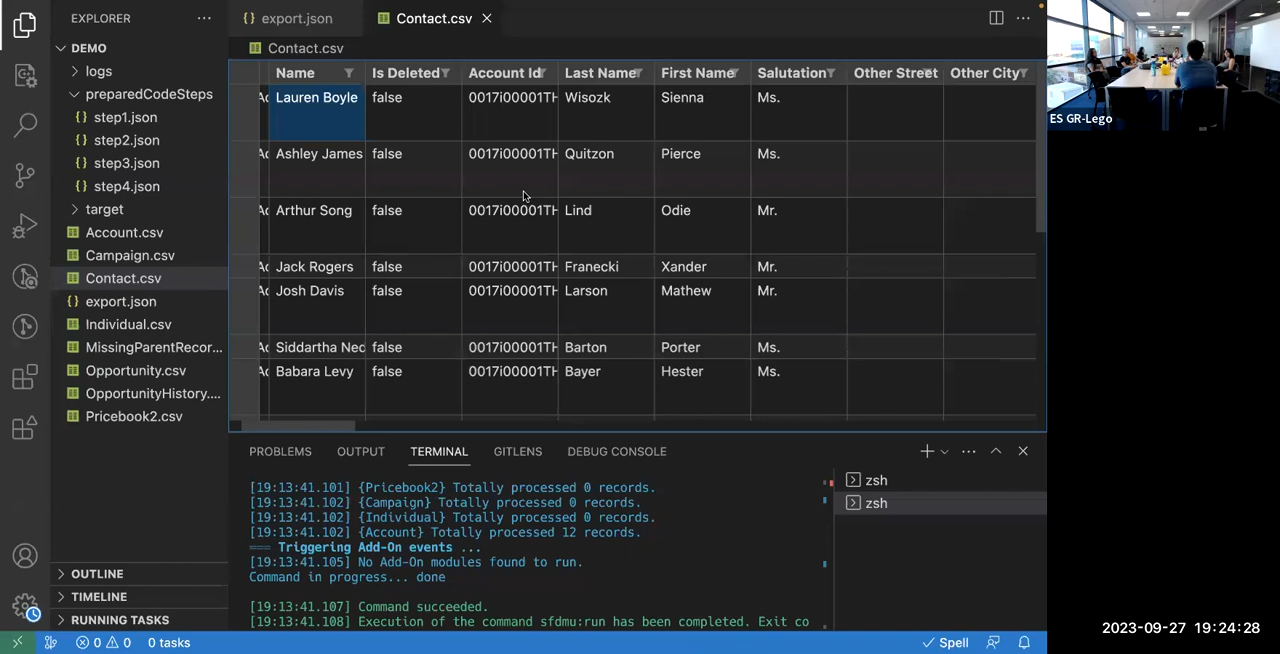 EXPLORER
DEMO
logs
preparedCodeSteps
step1.json
step2.json
step3.json
step4.json
target
Account.csv
Campaign.csv
Contact.csv
export.json
Individual.csv
MissingParentRecor...
Opportunity.csv
OpportunityHistory....
Pricebook2.csv
OUTLINE
TIMELINE
RUNNING TASKS
export.json Contact.csv
Contact.csv
Name Is Deleted Account Id Last Name First Name Salutation Other Street Other City
Ac Lauren Boyle false 0017i00001TH Wisozk Sienna Ms.
Ac Ashley James false 0017i00001TH Quitzon Pierce Ms.
Ac Arthur Song false 0017i00001TH Lind Odie Mr.
Ac Jack Rogers false 0017i00001TH Franecki Xander Mr.
Ac Josh Davis false 0017i00001TH Larson Mathew Mr.
Ac Siddartha Ned false 0017i00001TH Barton Porter Ms.
Ac Babara Levy false 0017i00001TH Bayer Hester Ms.
PROBLEMS OUTPUT TERMINAL GITLENS DEBUG CONSOLE
[19:13:41.101] {Pricebook2} Totally processed 0 records.
[19:13:41.102] {Campaign} Totally processed 0 records.
[19:13:41.102] {Individual} Totally processed 0 records.
[19:13:41.102] {Account} Totally processed 12 records.
=== Triggering Add-On events ...
[19:13:41.105] No Add-On modules found to run.
Command in progress... done
[19:13:41.107] Command succeeded.
[19:13:41.108] Execution of the command sfdmu:run has been completed. Exit co
zsh
zsh
0 0 0 tasks
Spell
ES GR-Lego
2023-09-27 19:24:28